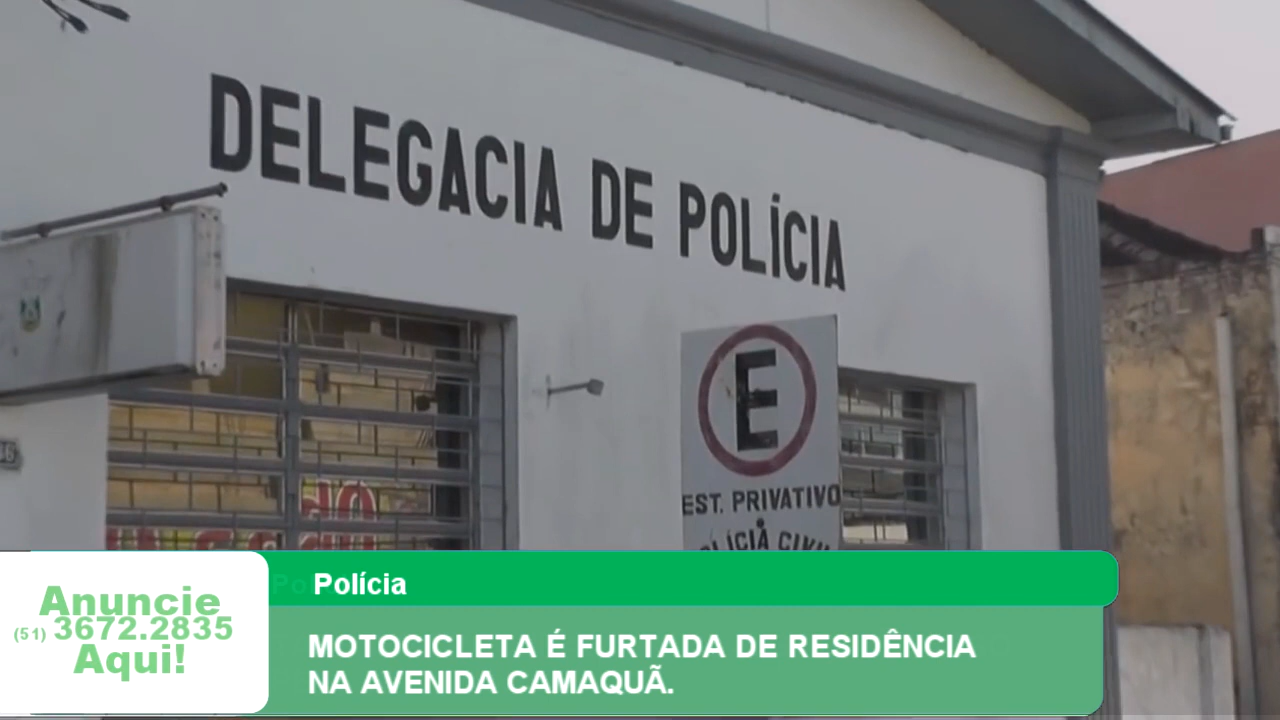 DELEGACIA DE POLÍCIA
E
EST. PRIVATIVO
Polícia
Anuncie
(51) 3672.2835
Aqui!
MOTOCICLETA É FURTADA DE RESIDÊNCIA
NA AVENIDA CAMAQUÃ.